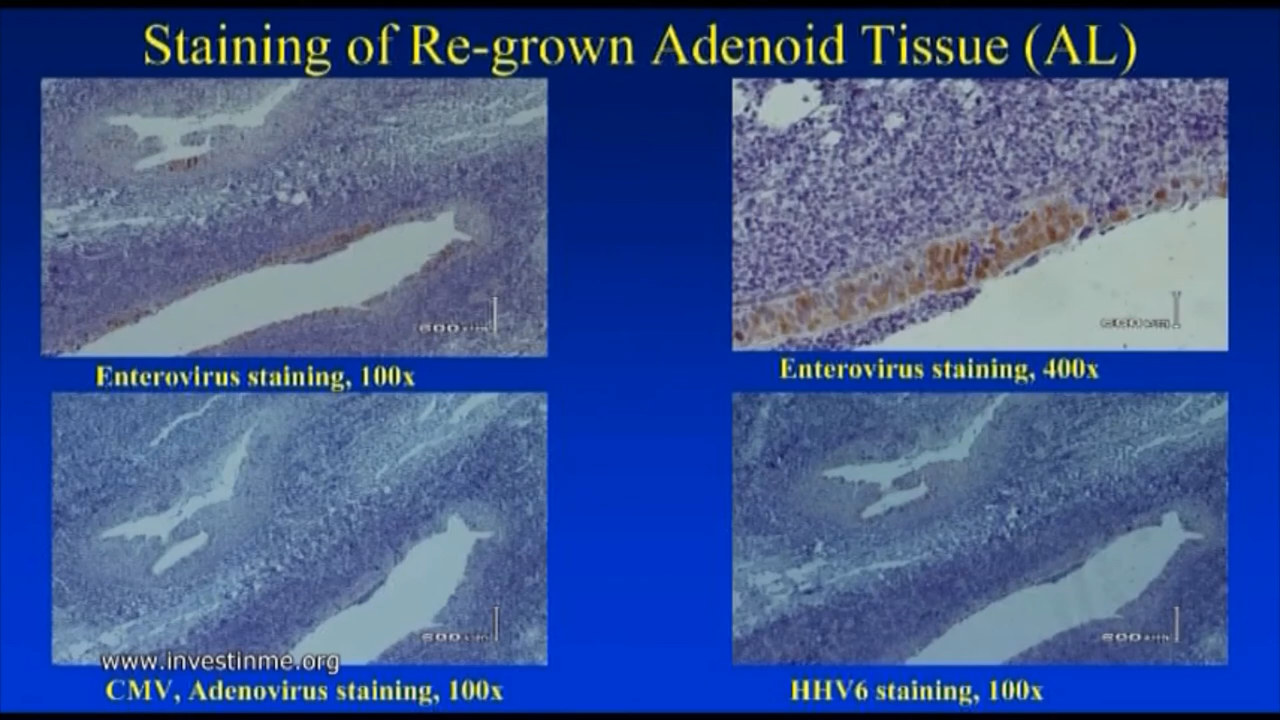 Staining of Re-grown Adenoid Tissue (AL)
Enterovirus staining, 100x
Enterovirus staining, 400x
www.investinme.org
CMV, Adenovirus staining, 100x
HHV6 staining, 100x